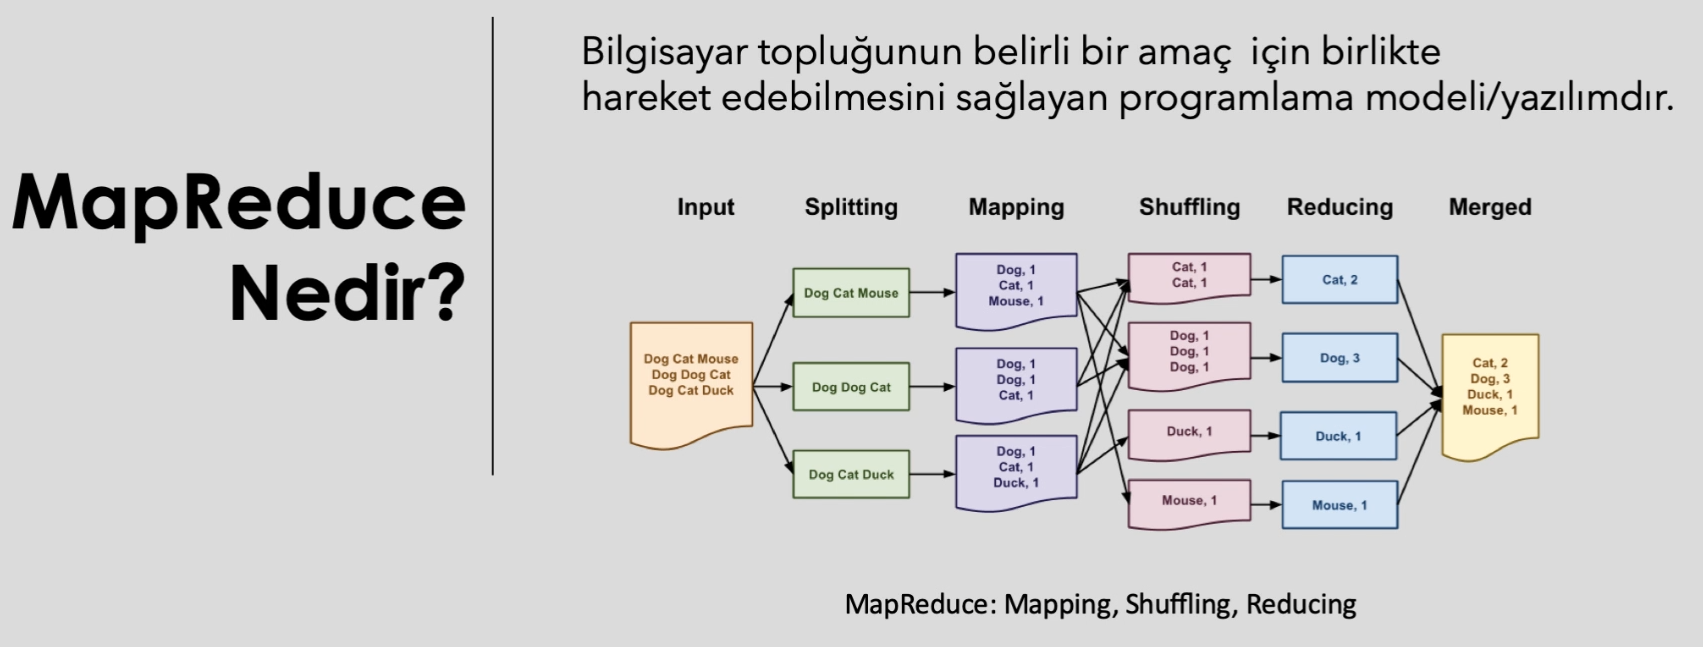 MapReduce
Nedir?
Bilgisayar topluğunun belirli bir amaç için birlikte
hareket edebilmesini sağlayan programlama modeli/yazılımdır.
Input
Splitting
Mapping
Shuffling
Reducing
Merged
Dog Cat Mouse
Dog Dog Cat
Dog Cat Duck
Dog Cat Mouse
Dog Dog Cat
Dog Cat Duck
Dog, 1
Cat, 1
Mouse, 1
Dog, 1
Dog, 1
Cat, 1
Dog, 1
Cat, 1
Duck, 1
Cat, 1
Cat, 1
Dog, 1
Dog, 1
Dog, 1
Duck, 1
Mouse, 1
Cat, 2
Dog, 3
Duck, 1
Mouse, 1
Cat, 2
Dog, 3
Duck, 1
Mouse, 1
MapReduce: Mapping, Shuffling, Reducing